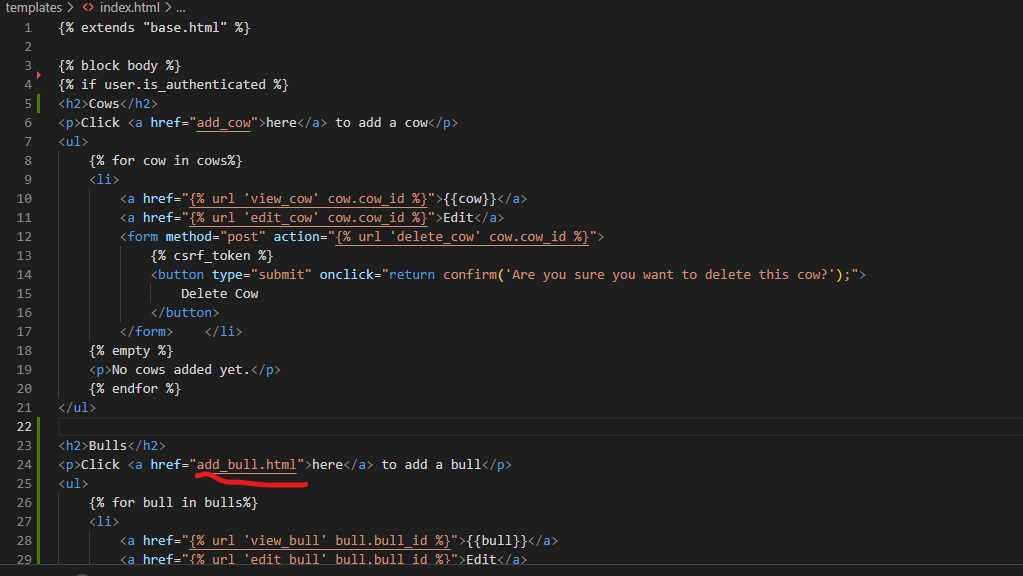 templates > <> index.html > ...
1 {% extends "base.html" %}
2
3 {% block body %}
4 {% if user.is_authenticated %}
5 <h2>Cows</h2>
6 <p>Click <a href="add_cow">here</a> to add a cow</p>
7 <ul>
8 {% for cow in cows%}
9 <li>
10 <a href="{% url 'view_cow' cow.cow_id %}">{{cow}}</a>
11 <a href="{% url 'edit_cow' cow.cow_id %}">Edit</a>
12 <form method="post" action="{% url 'delete_cow' cow.cow_id %}">
13 {% csrf_token %}
14 <button type="submit" onclick="return confirm('Are you sure you want to delete this cow?');">
15 Delete Cow
16 </button>
17 </form> </li>
18 {% empty %}
19 <p>No cows added yet.</p>
20 {% endfor %}
21 </ul>
22
23 <h2>Bulls</h2>
24 <p>Click <a href="add_bull.html">here</a> to add a bull</p>
25 <ul>
26 {% for bull in bulls%}
27 <li>
28 <a href="{% url 'view_bull' bull.bull_id %}">{{bull}}</a>
29 <a href="{% url 'edit_bull' bull.bull_id %}">Edit</a>